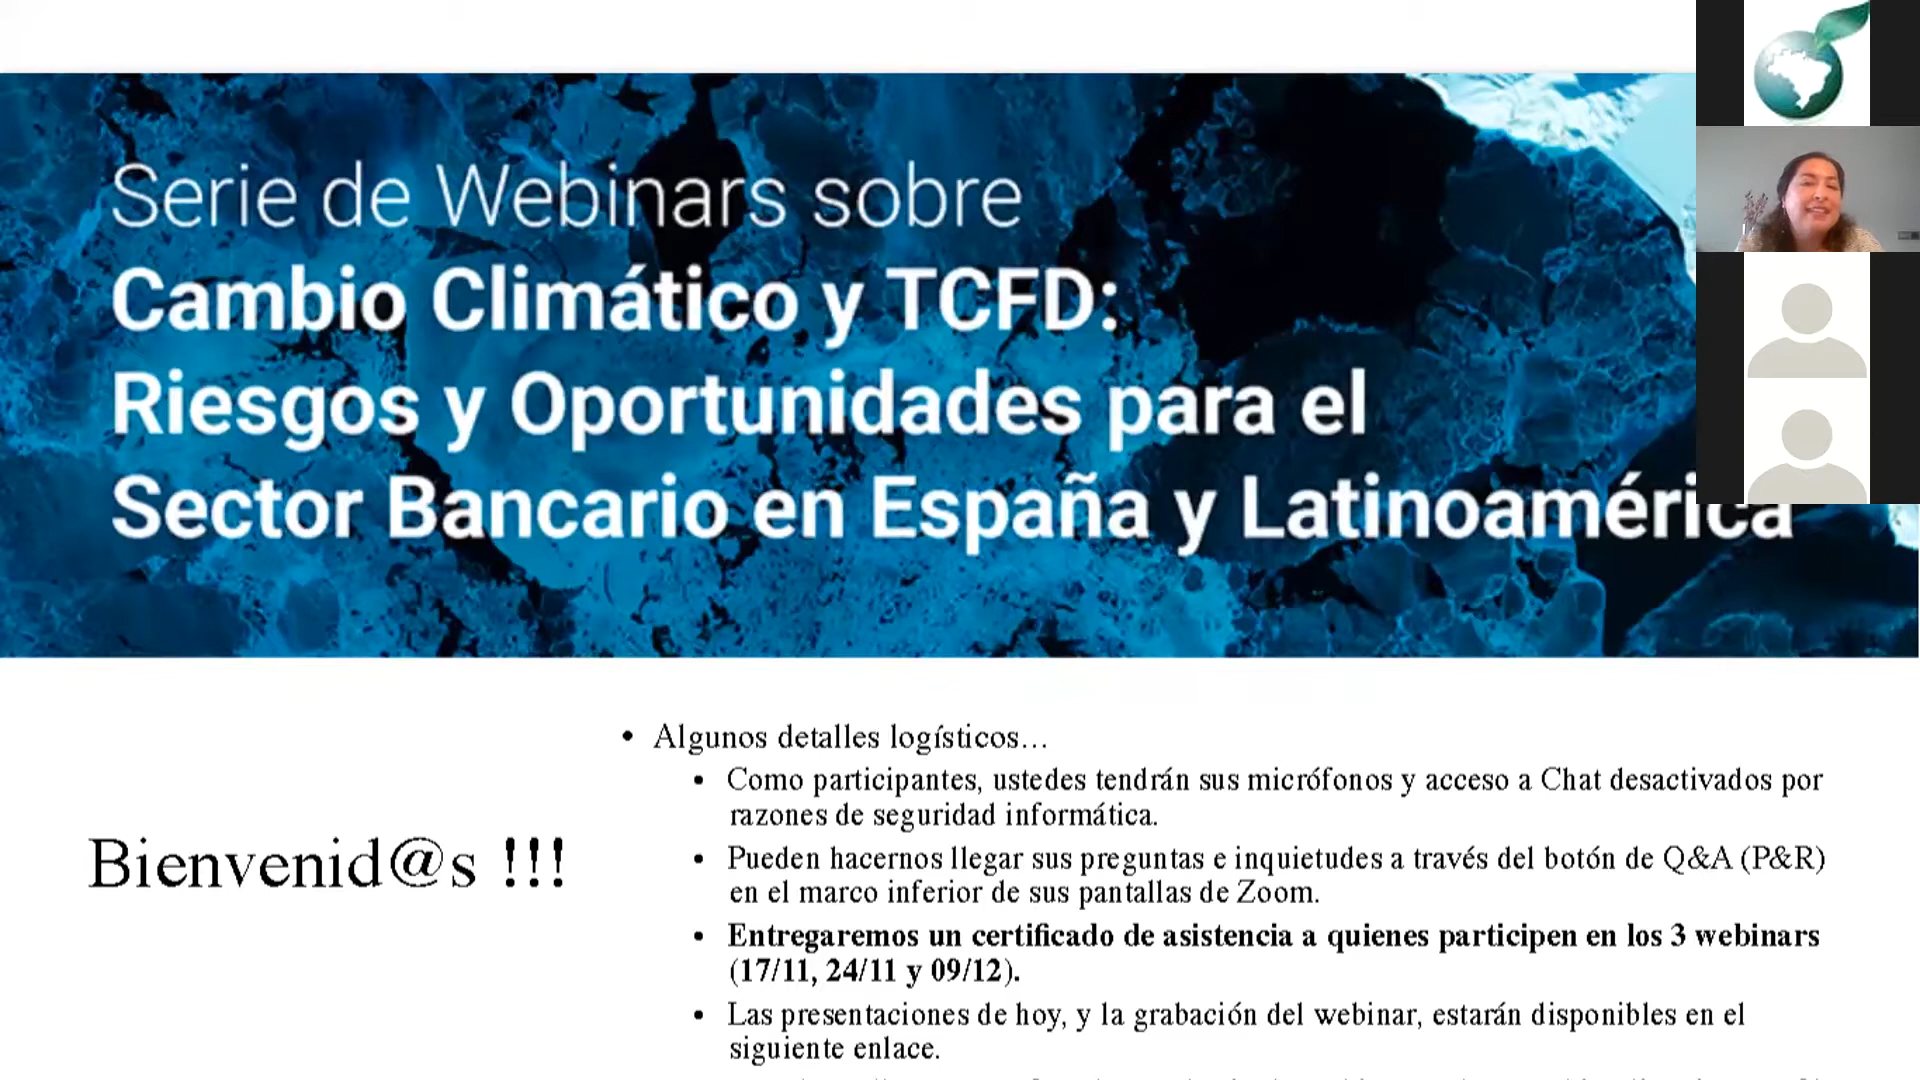 Serie de Webinars sobre
Cambio Climático y TCFD:
Riesgos y Oportunidades para el
Sector Bancario en España y Latinoamérica
Bienvenid@s !!!
• Algunos detalles logísticos...
• Como participantes, ustedes tendrán sus micrófonos y acceso a Chat desactivados por
razones de seguridad informática.
• Pueden hacernos llegar sus preguntas e inquietudes a través del botón de Q&A (P&R)
en el marco inferior de sus pantallas de Zoom.
• Entregaremos un certificado de asistencia a quienes participen en los 3 webinars
(17/11, 24/11 y 09/12).
• Las presentaciones de hoy, y la grabación del webinar, estarán disponibles en el
siguiente enlace.